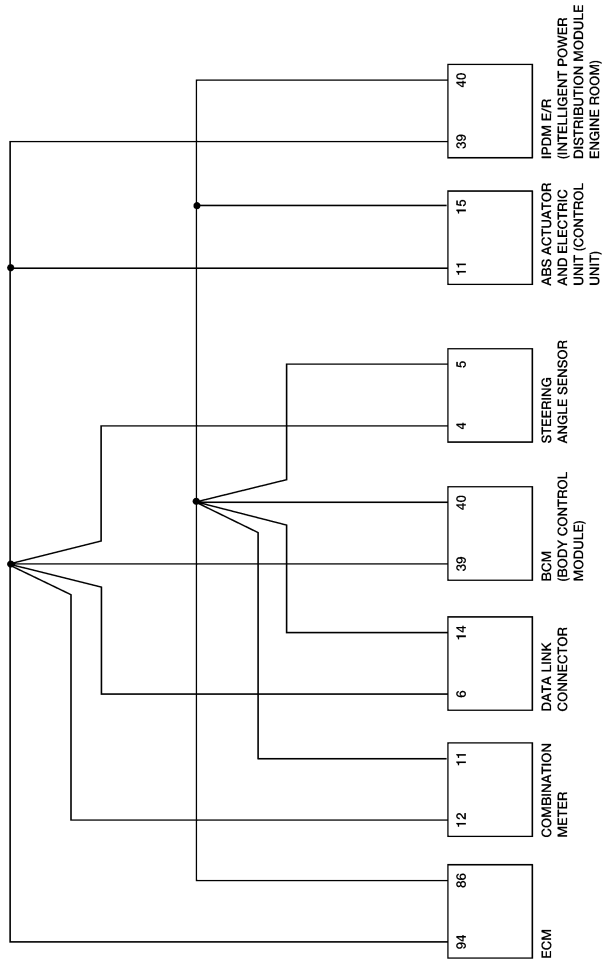 94
86
ECM
12
11
COMBINATION
METER
6
14
DATA LINK
CONNECTOR
39
40
BCM
(BODY CONTROL
MODULE)
4
5
STEERING
ANGLE SENSOR
11
15
ABS ACTUATOR
AND ELECTRIC
UNIT (CONTROL
UNIT)
39
40
IPDM E/R
(INTELLIGENT POWER
DISTRIBUTION MODULE
ENGINE ROOM)